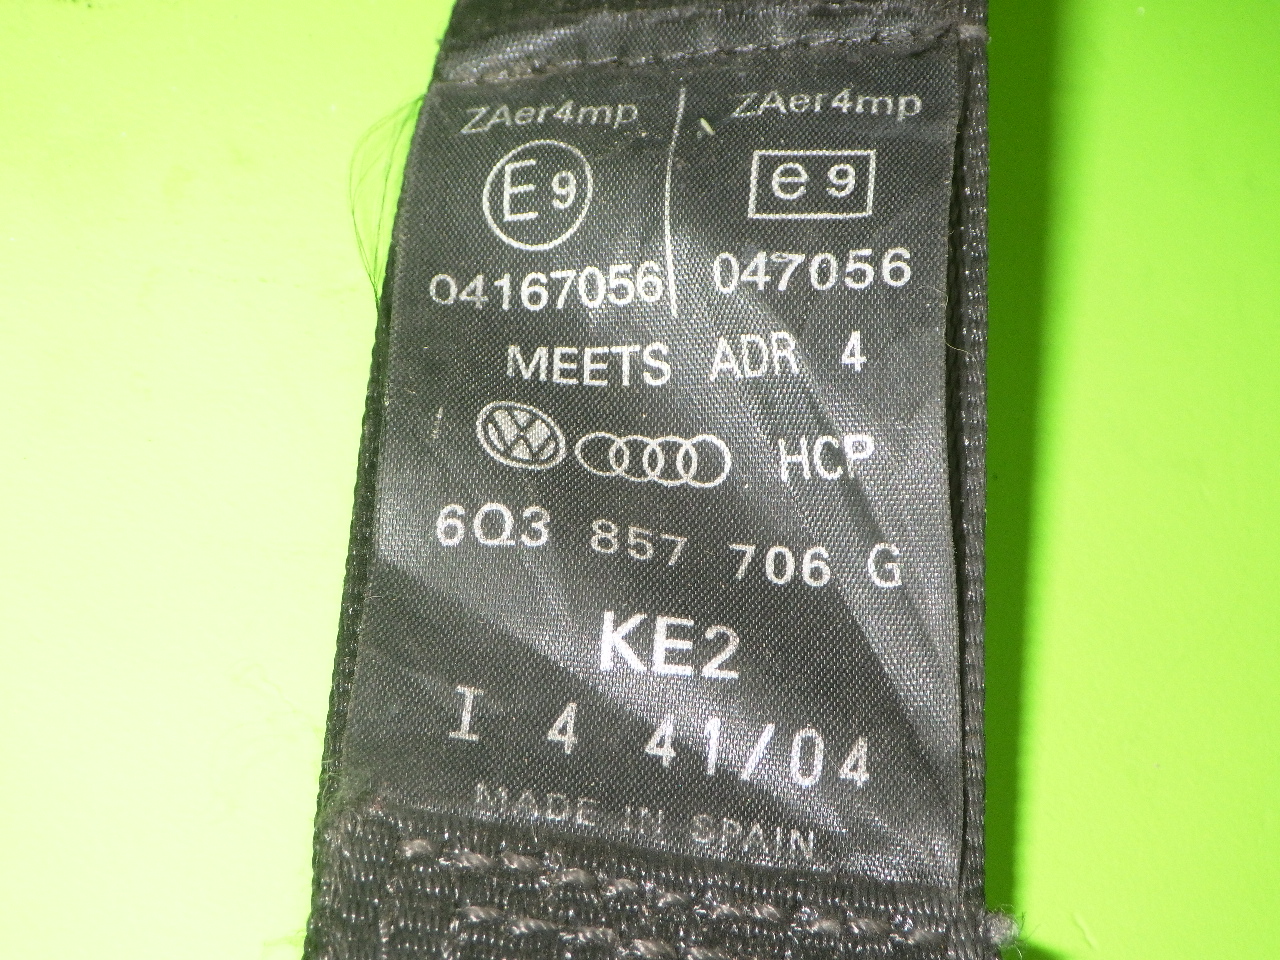 ZAer4mp ZAer4mp
E9 e9
04167056 047056
MEETS ADR 4
HCP
6Q3 857 706 G
KE2
I 4 41/04
MADE IN SPAIN